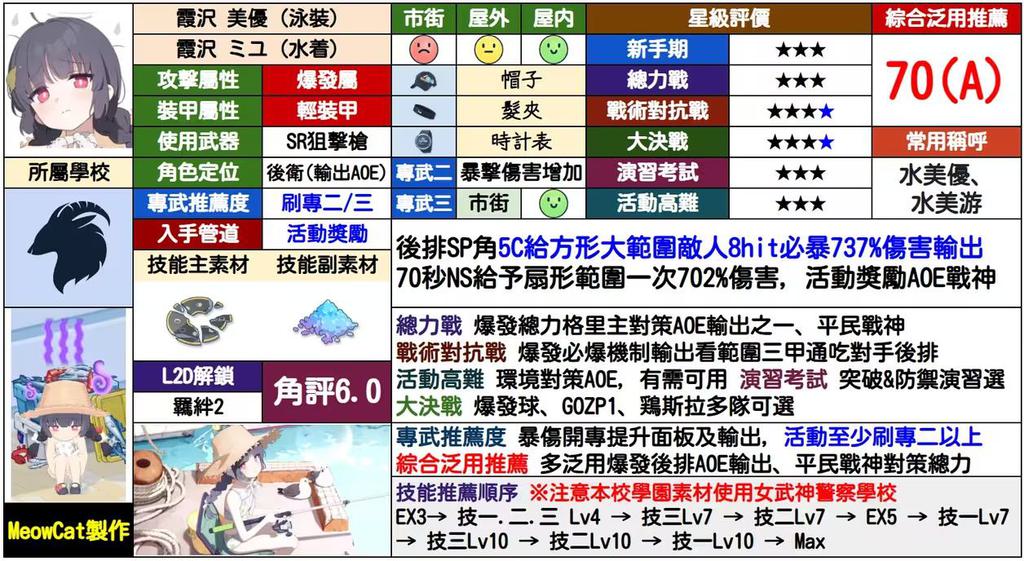 霞沢 美優（泳裝）
霞沢 ミユ（水着）
市街 屋外 屋内
星級評價
綜合泛用推薦
新手期 ★★★
70(A)
攻擊屬性 爆發屬
帽子
總力戰 ★★★
裝甲屬性 輕裝甲
髮夾
戰術對抗戰 ★★★★
使用武器 SR狙擊槍
時計表
大決戰 ★★★★
常用稱呼
所屬學校
角色定位 後衛(輸出AOE)
專武二 暴擊傷害增加
演習考試 ★★★
水美優、
水美游
專武推薦度 刷專二/三
專武三 市街
活動高難 ★★★
入手管道 活動獎勵
技能主素材 技能副素材
後排SP角5C給方形大範圍敵人8hit必暴737%傷害輸出
70秒NS給予扇形範圍一次702%傷害，活動獎勵AOE戰神
總力戰 爆發總力格里主對策AOE輸出之一、平民戰神
戰術對抗戰 爆發必爆機制輸出看範圍三甲通吃對手後排
活動高難 環境對策AOE，有需可用 演習考試 突破&防禦演習選
大決戰 爆發球、GOZP1、鶏斯拉多隊可選
L2D解鎖
羈絆2
角評6.0
專武推薦度 暴傷開專提升面板及輸出，活動至少刷專二以上
綜合泛用推薦 多泛用爆發後排AOE輸出、平民戰神對策總力
技能推薦順序 ※注意本校學園素材使用女武神警察學校
EX3→ 技一.二.三 Lv4 → 技三Lv7 → 技二Lv7 → EX5 → 技一Lv7
→ 技三Lv10 → 技二Lv10 → 技一Lv10 → Max
MeowCat製作